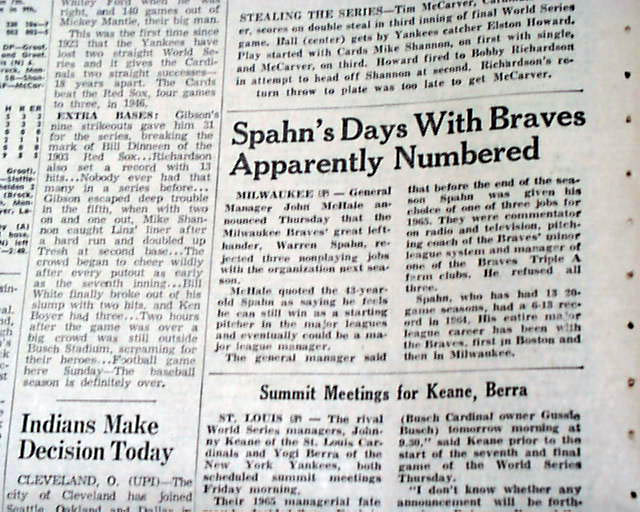 Whitey Ford when he was
right, and 140 games out of
Mickey Mantle, their big man.
This was the first time since
1923 that the Yankees have
lost two straight World Se-
ries and it gives the Cardi-
nals two straight successes—
18 years apart. The Cards
beat the Red Sox, four games
to three, in 1946.
EXTRA BASES: Gibson's
nine strikeouts gave him 31
for the series, breaking the
mark of Bill Dinneen of the
1903 Red Sox...Richardson
also set a record with 13
hits...Nobody ever had that
many in a series before...
Gibson escaped deep trouble
in the fifth, when with two
on and one out, Mike Shan-
non caught Linz' liner after
a hard run and doubled up
Tresh at second base...The
crowd began to cheer wildly
after every putout as early
as the seventh inning...Bill
White finally broke out of his
slump with two hits, and Ken
Boyer had three...Two hours
after the game was over a
big crowd was still outside
Busch Stadium, screaming for
their heroes...Football game
here Sunday—The baseball
season is definitely over.
Indians Make
Decision Today
CLEVELAND, O. (UPI)—The
city of Cleveland has joined
Seattle, Oakland and Dallas in
STEALING THE SERIES—Tim McCarver,
er, scores on double steal in third inning of final World Series
game. Ball (center) gets by Yankees catcher Elston Howard.
Play started with Cards Mike Shannon, on first with single,
and McCarver, on third. Howard fired to Bobby Richardson
in attempt to head off Shannon at second. Richardson's re-
turn throw to plate was too late to get McCarver.
Spahn's Days With Braves
Apparently Numbered
MILWAUKEE (AP) — General
Manager John McHale an-
nounced Thursday that the
Milwaukee Braves' great left-
hander, Warren Spahn, re-
jected three nonplaying jobs
with the organization next sea-
son.
McHale quoted the 43-year-
old Spahn as saying he feels
he can still win as a starting
pitcher in the major leagues
and eventually could be a ma-
jor league manager.
The general manager said
that before the end of the sea-
son Spahn was given his
choice of one of three jobs for
1965. They were commentator
on radio and television, pitch-
ing coach of the Braves' minor
league system and manager of
one of the Braves Triple A
farm clubs. He refused all
three.
Spahn, who has had 13 20-
game seasons, had a 6-13 rec-
ord in 1964. His entire major
league career has been with
the Braves, first in Boston and
then in Milwaukee.
Summit Meetings for Keane, Berra
ST. LOUIS (AP) — The rival
World Series managers, John-
ny Keane of the St. Louis Car-
dinals and Yogi Berra of the
New York Yankees, both
scheduled summit meetings
Friday morning.
Their 1965 managerial fate
(Busch Cardinal owner Gussie
Busch) tomorrow morning at
9:30," said Keane prior to the
start of the seventh and final
game of the World Series
Thursday.
"I don't know whether any
announcement will be forth-